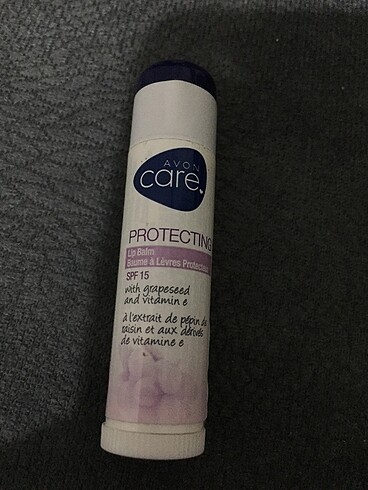 AVON
care
PROTECTING
Lip Balm
Baume à Lèvres Protecteur
SPF 15
with grapeseed
and vitamin e
à l'extrait de pépin de
raisin et aux dérivés
de vitamine e